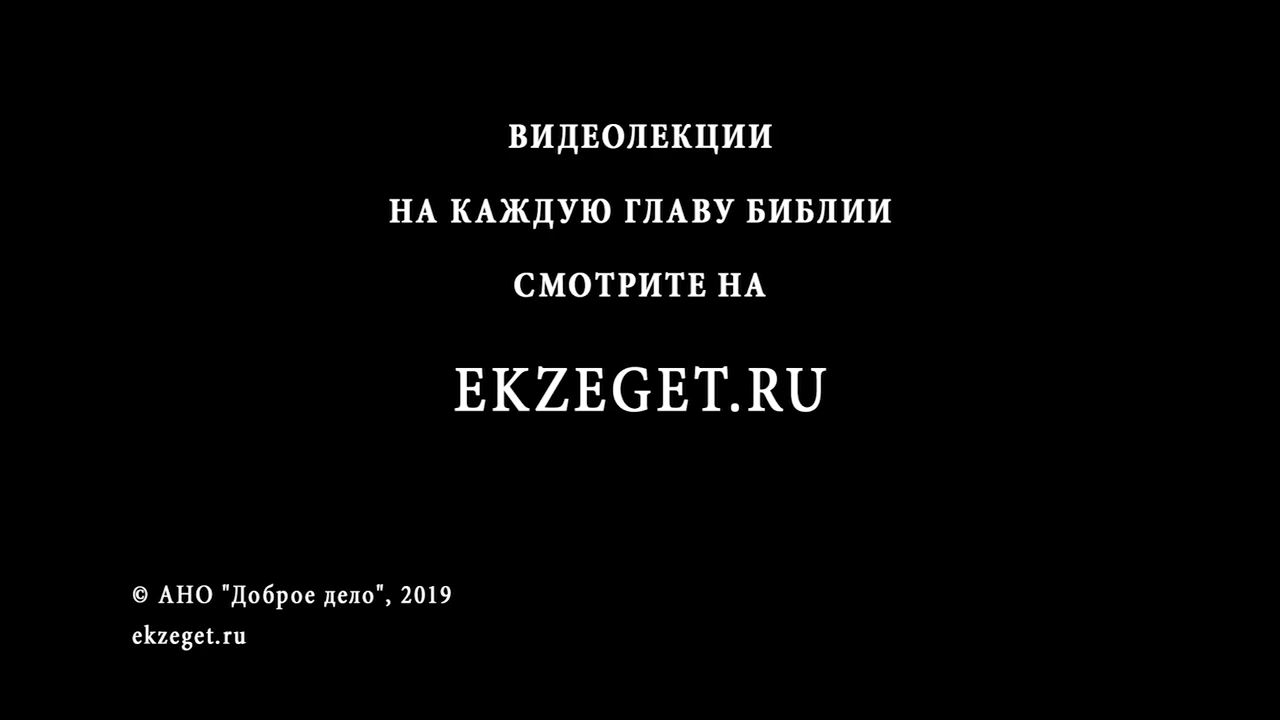 ВИДЕОЛЕКЦИИ
НА КАЖДУЮ ГЛАВУ БИБЛИИ
СМОТРИТЕ НА
EKZEGET.RU
© АНО "Доброе дело", 2019
ekzeget.ru